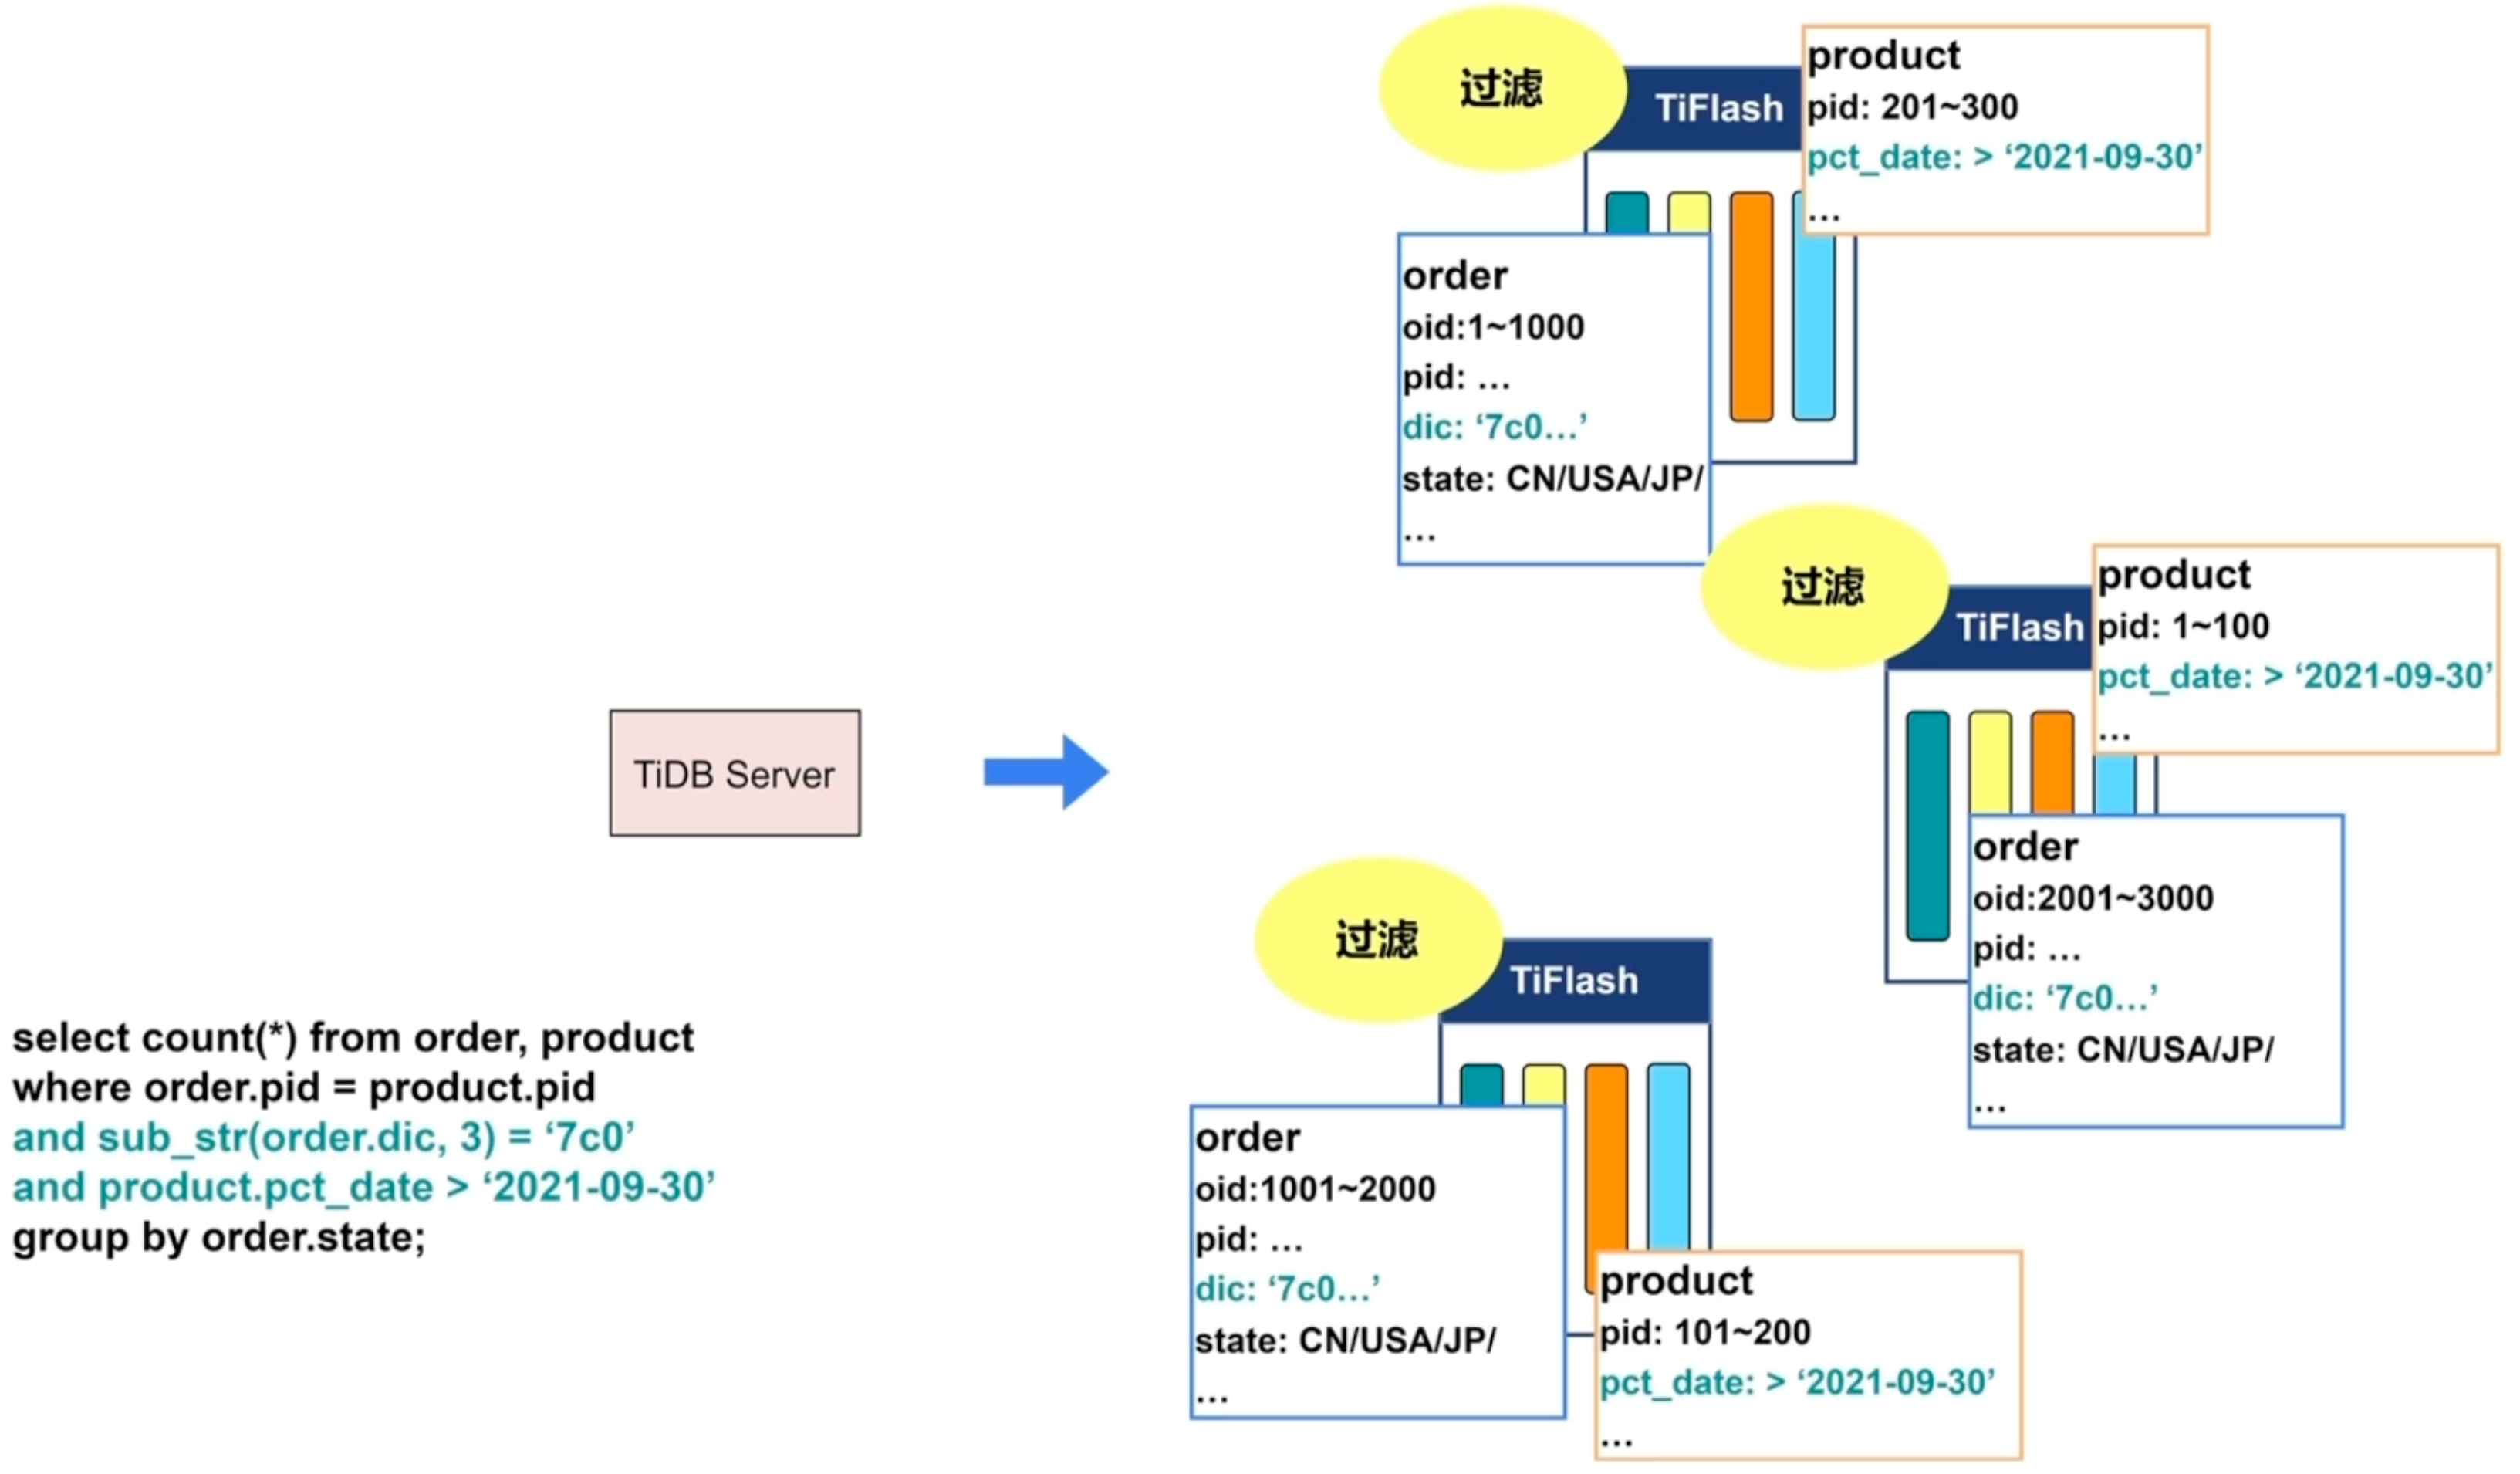 过滤
TiFlash
product
pid: 201~300
pct_date: > ‘2021-09-30’
...
order
oid:1~1000
pid: ...
dic: ‘7c0...’
state: CN/USA/JP/
...
过滤
TiFlash
product
pid: 1~100
pct_date: > ‘2021-09-30’
...
order
oid:2001~3000
pid: ...
dic: ‘7c0...’
state: CN/USA/JP/
...
TiDB Server
过滤
TiFlash
order
oid:1001~2000
pid: ...
dic: ‘7c0...’
state: CN/USA/JP/
...
product
pid: 101~200
pct_date: > ‘2021-09-30’
...
select count(*) from order, product
where order.pid = product.pid
and sub_str(order.dic, 3) = ‘7c0’
and product.pct_date > ‘2021-09-30’
group by order.state;